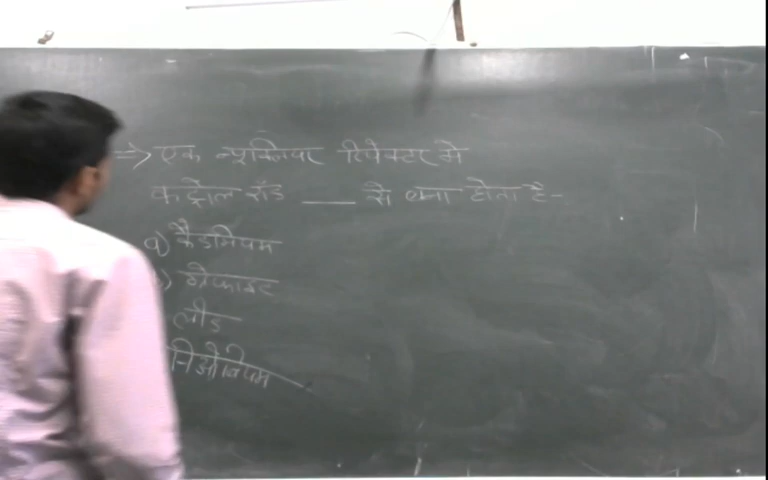 ⇒ एक न्यूक्लियर रिएक्टर में
कंट्रोल रॉड ___ से बना होता है-
a) कैडमियम
) ग्रेफाइट
लीड
निओबियम